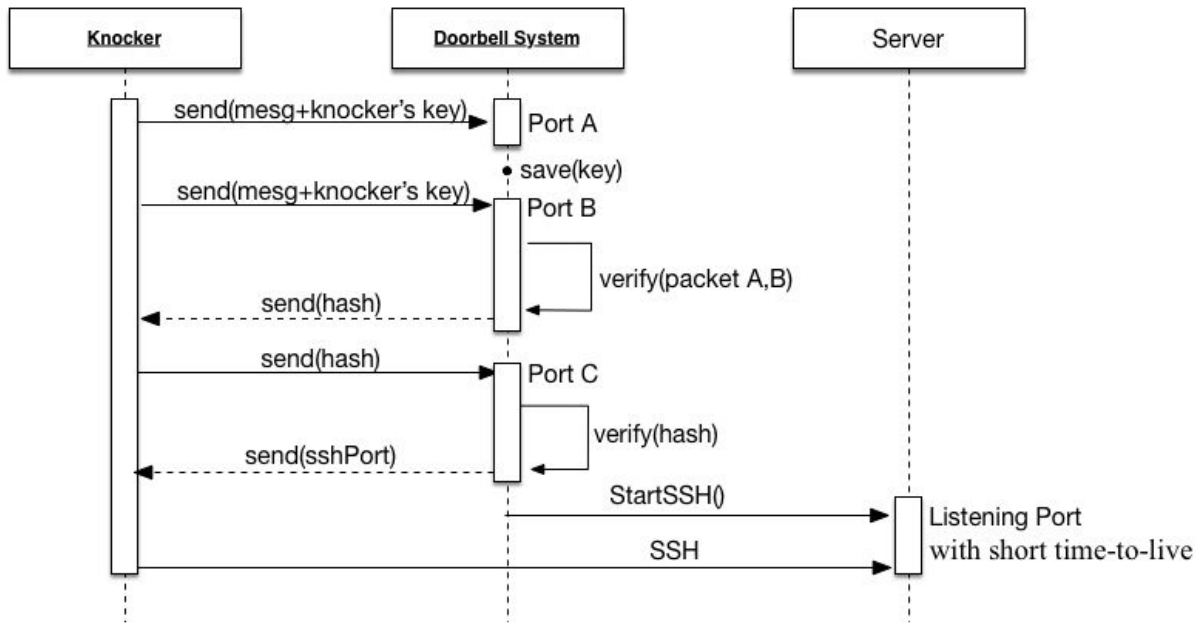 Knocker
Doorbell System
Server
send(mesg+knocker's key)
Port A
save(key)
send(mesg+knocker's key)
Port B
verify(packet A,B)
send(hash)
send(hash)
Port C
verify(hash)
send(sshPort)
StartSSH()
Listening Port
with short time-to-live
SSH